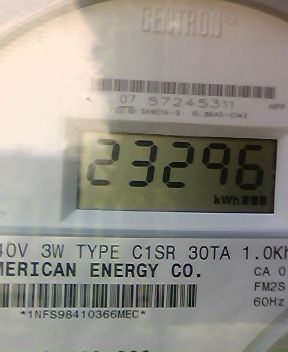 CENTRON®
07 57245311
23296
kWh
40V 3W TYPE C1SR 30TA 1.0Kh
MERICAN ENERGY CO.
CA 0
FM2S
60Hz
*1NFS98410366MEC*